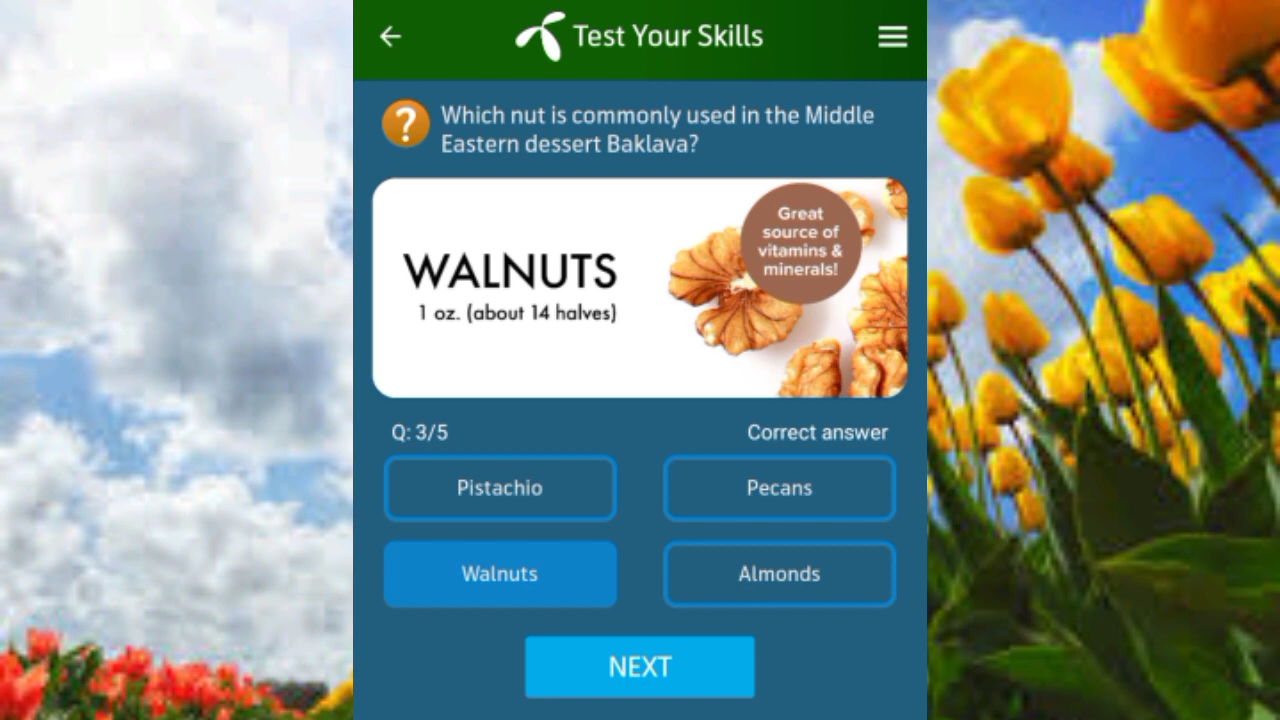 Test Your Skills
?
Which nut is commonly used in the Middle
Eastern dessert Baklava?
Great
source of
vitamins &
minerals!
WALNUTS
1 oz. (about 14 halves)
Q: 3/5
Correct answer
Pistachio
Pecans
Walnuts
Almonds
NEXT